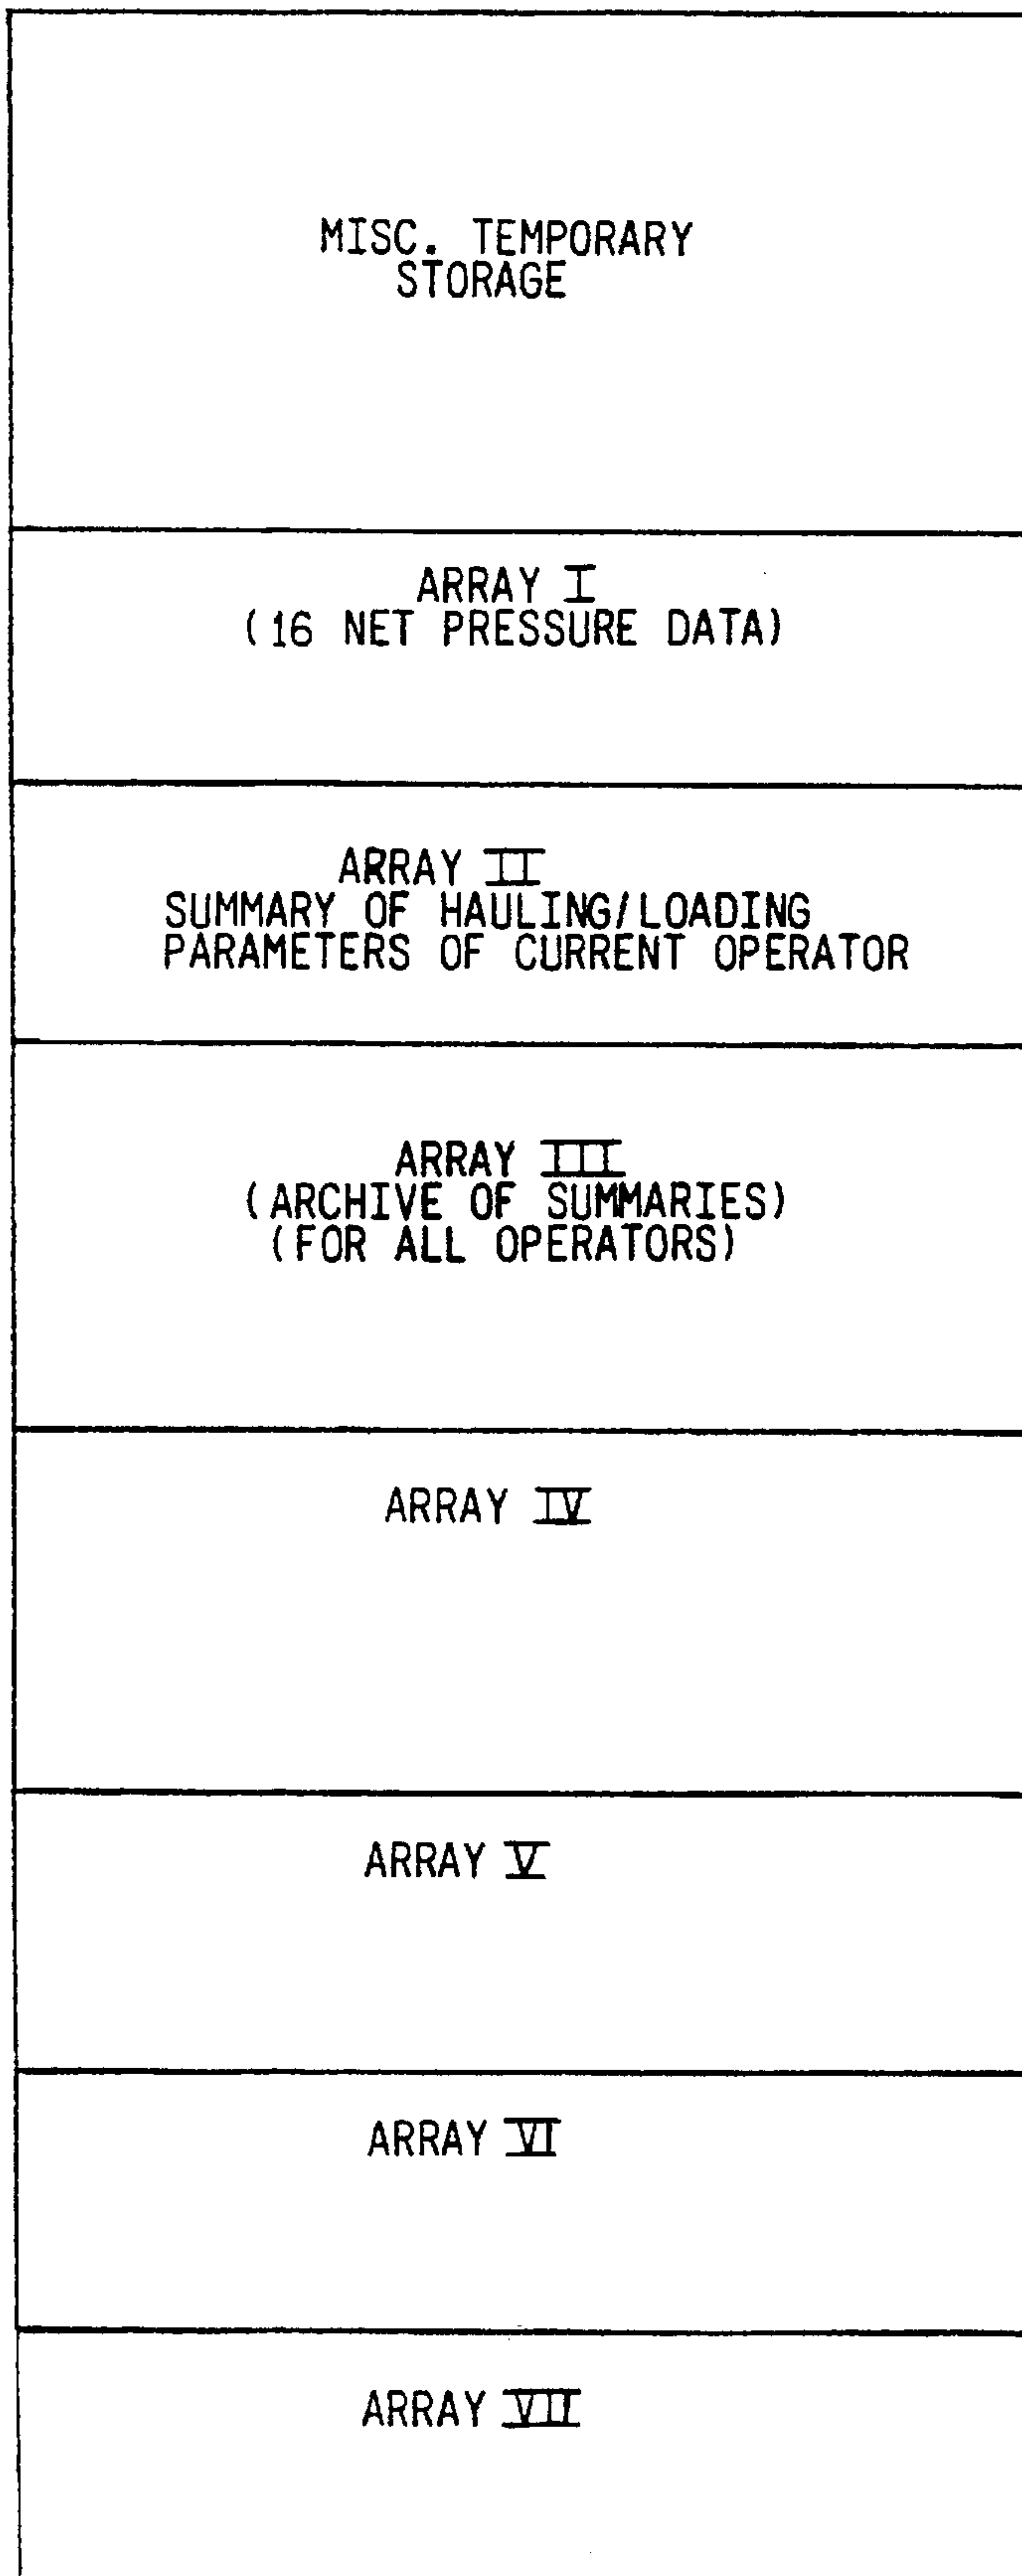 MISC. TEMPORARY
STORAGE
ARRAY I
(16 NET PRESSURE DATA)
ARRAY II
SUMMARY OF HAULING/LOADING
PARAMETERS OF CURRENT OPERATOR
ARRAY III
(ARCHIVE OF SUMMARIES)
(FOR ALL OPERATORS)
ARRAY IV
ARRAY V
ARRAY VI
ARRAY VII